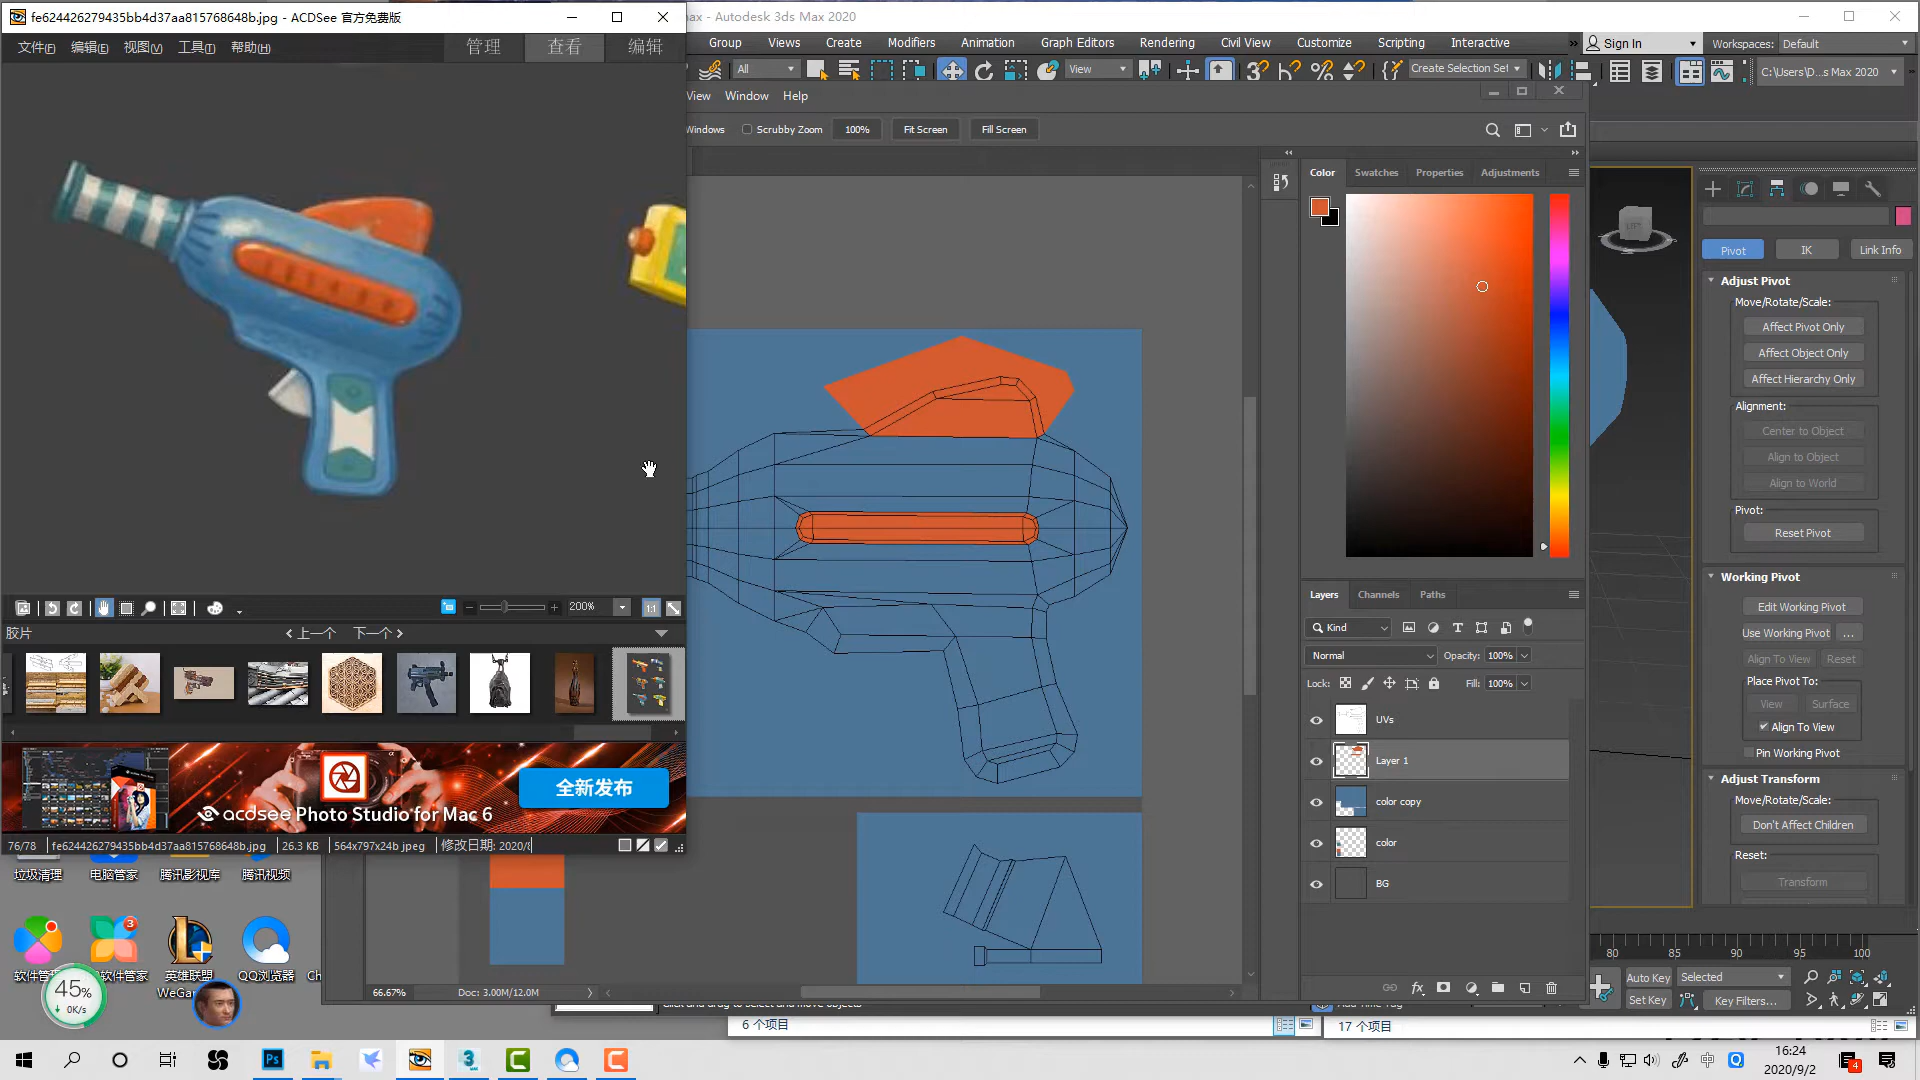 fe624426279435bb4d37aa815768648b.jpg - ACDSee 官方免费版
文件(F) 编辑(E) 视图(V) 工具(T) 帮助(H)
管理 查看 编辑
ax - Autodesk 3ds Max 2020
Group Views Create Modifiers Animation Graph Editors Rendering Civil View Customize Scripting Interactive
Sign In
Workspaces: Default
All
View
Create Selection Set
C:\Users\D...s Max 2020
View Window Help
Windows Scrubby Zoom 100% Fit Screen Fill Screen
Color Swatches Properties Adjustments
Pivot IK Link Info
Adjust Pivot
Move/Rotate/Scale:
Affect Pivot Only
Affect Object Only
Affect Hierarchy Only
Alignment:
Center to Object
Align to Object
Align to World
Pivot:
Reset Pivot
Working Pivot
Edit Working Pivot
Use Working Pivot ...
Align To View Reset
Place Pivot To:
View Surface
Align To View
Pin Working Pivot
Adjust Transform
Move/Rotate/Scale:
Don't Affect Children
Reset:
Transform
Layers Channels Paths
Kind
Normal Opacity: 100%
Lock: Fill: 100%
UVs
Layer 1
color copy
color
BG
200% 1:1
胶片 上一个 下一个
acdsee Photo Studio for Mac 6
全新发布
76/78 fe624426279435bb4d37aa815768648b.jpg 26.3 KB 564x797x24b jpeg 修改日期: 2020/
垃圾清理 电脑管家 腾讯影视库 腾讯视频
3
英雄联盟
WeGa
QQ浏览器
45%
0K/s
66.67% Doc: 3.00M/12.0M
80 85 90 95 100
Auto Key Selected
Set Key Key Filters...
6 个项目
17 个项目
Ps
3
C
C
中
16:24
2020/9/2
4